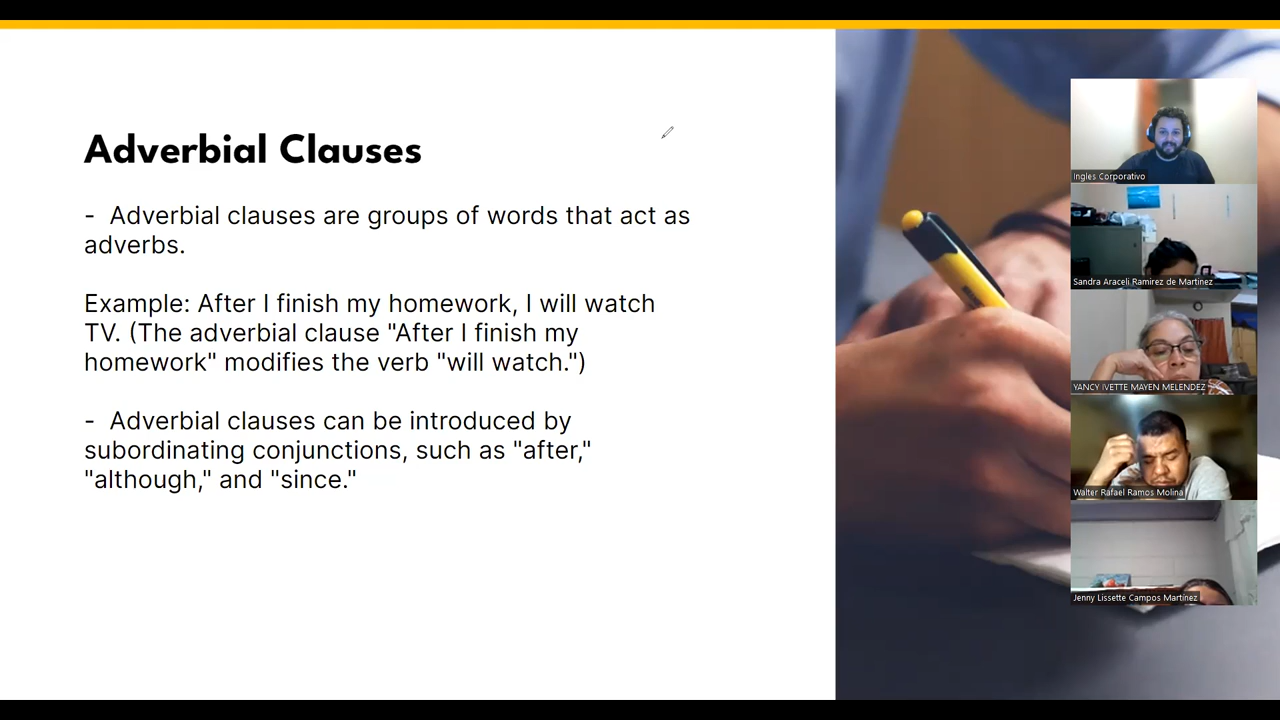 Adverbial Clauses
- Adverbial clauses are groups of words that act as
adverbs.
Example: After I finish my homework, I will watch
TV. (The adverbial clause "After I finish my
homework" modifies the verb "will watch.")
- Adverbial clauses can be introduced by
subordinating conjunctions, such as "after,"
"although," and "since."
Ingles Corporativo
Sandra Araceli Ramirez de Martinez
YANCY IVETTE MAYEN MELENDEZ
Walter Rafael Ramos Molina
Jenny Lissette Campos Martínez